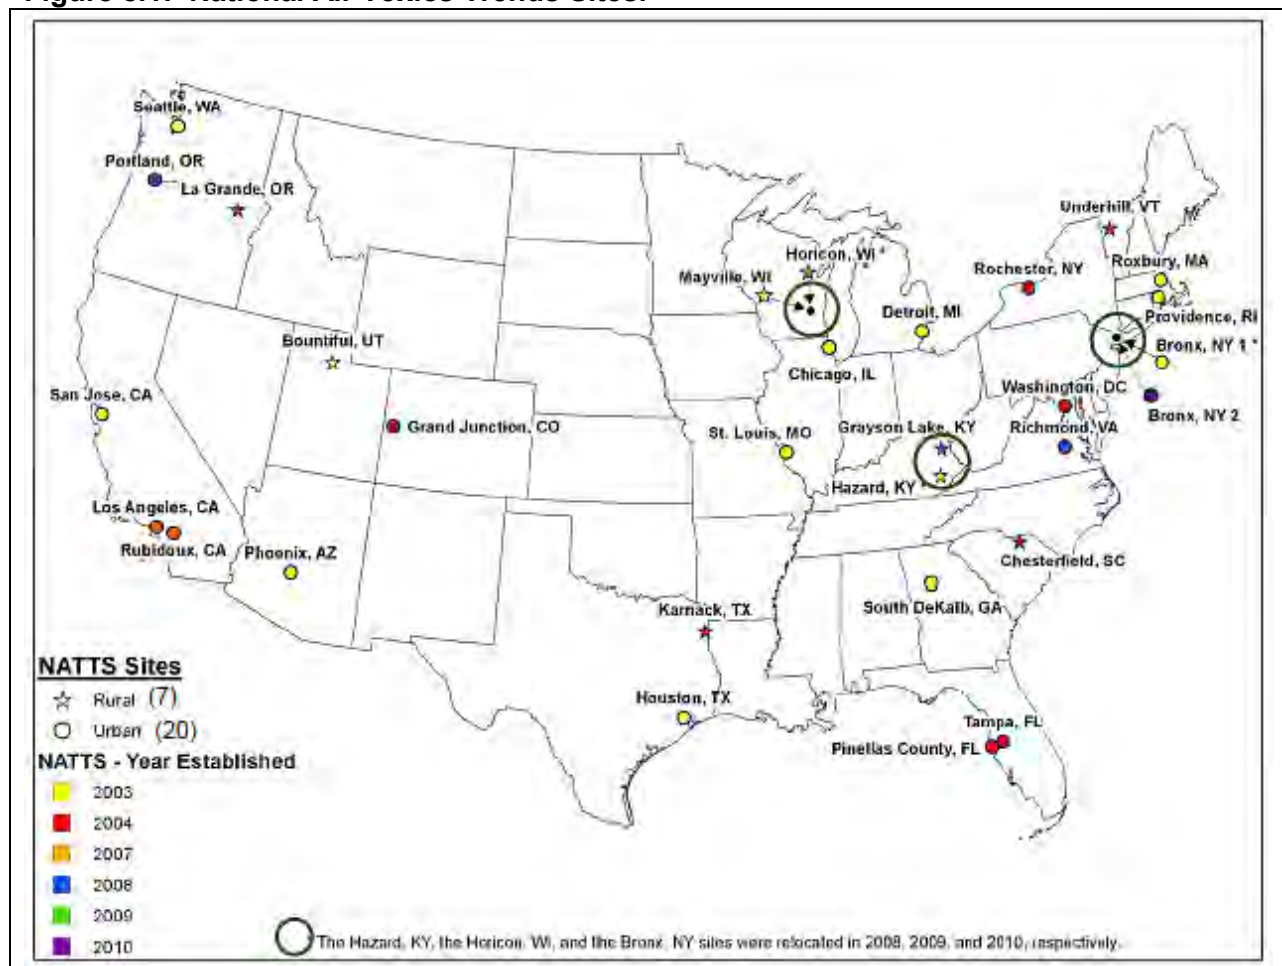 Figure 3.1. National Air Toxics Trends Sites.
Seattle, WA
Portland, OR
La Grande, OR
Underhill, VT
Horicon, WI *
Roxbury, MA
Rochester, NY
Mayville, WI
Detroit, MI
Providence, RI
Bountiful, UT
Bronx, NY 1 *
Chicago, IL
Washington, DC
San Jose, CA
Bronx, NY 2
Grand Junction, CO
St. Louis, MO
Grayson Lake, KY
Richmond, VA
Hazard, KY *
Los Angeles, CA
Rubidoux, CA
Phoenix, AZ
Chesterfield, SC
South DeKalb, GA
Karnack, TX
NATTS Sites
Rural (7)
Urban (20)
Houston, TX
Tampa, FL
Pinellas County, FL
NATTS - Year Established
2003
2004
2007
2008
2009
2010
The Hazard, KY, the Horicon, WI, and the Bronx, NY sites were relocated in 2008, 2009, and 2010, respectively.